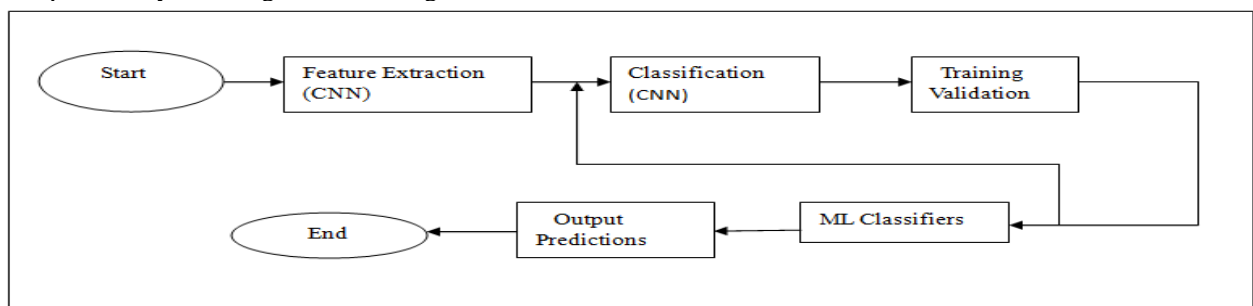 Start
Feature Extraction
(CNN)
Classification
(CNN)
Training
Validation
ML Classifiers
Output
Predictions
End